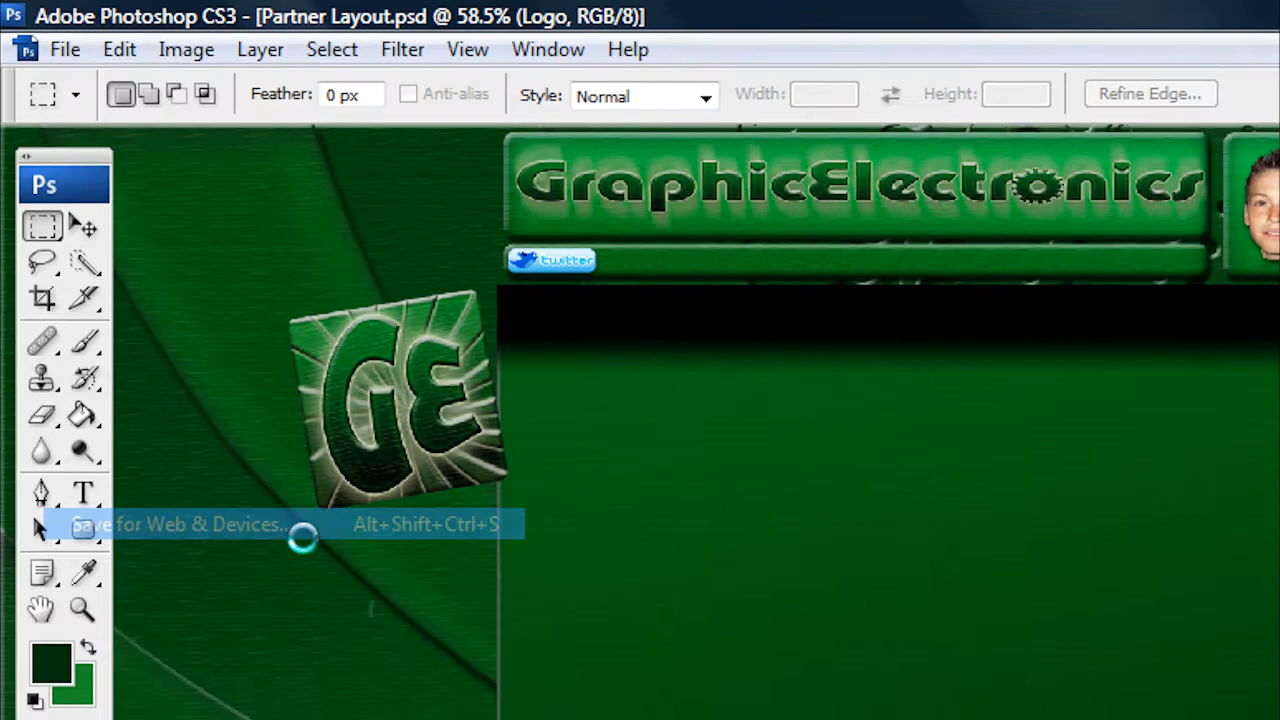 Ps Adobe Photoshop CS3 - [Partner Layout.psd @ 58.5% (Logo, RGB/8)]
Ps File Edit Image Layer Select Filter View Window Help
Feather: 0 px Anti-alias Style: Normal Width: Height: Refine Edge...
Ps
GraphicElectronics
twitter
GE
T
Save for Web & Devices... Alt+Shift+Ctrl+S